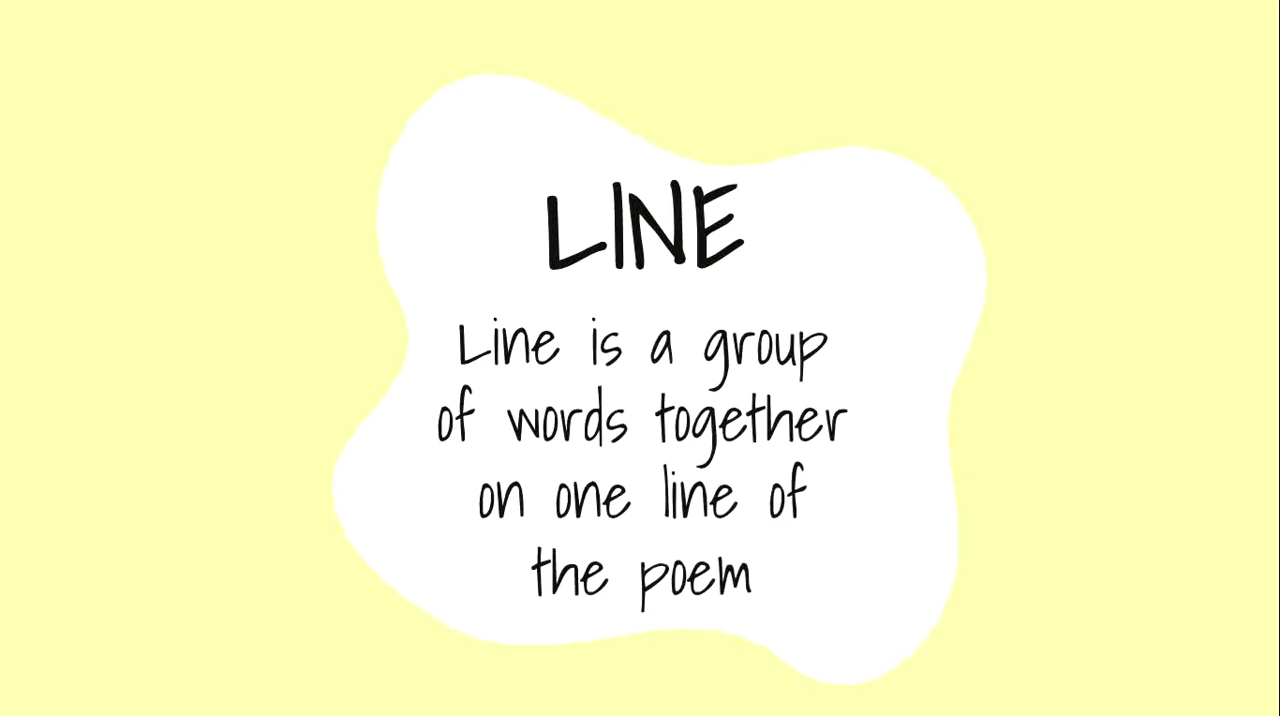 LINE
Line is a group
of words together
on one line of
the poem